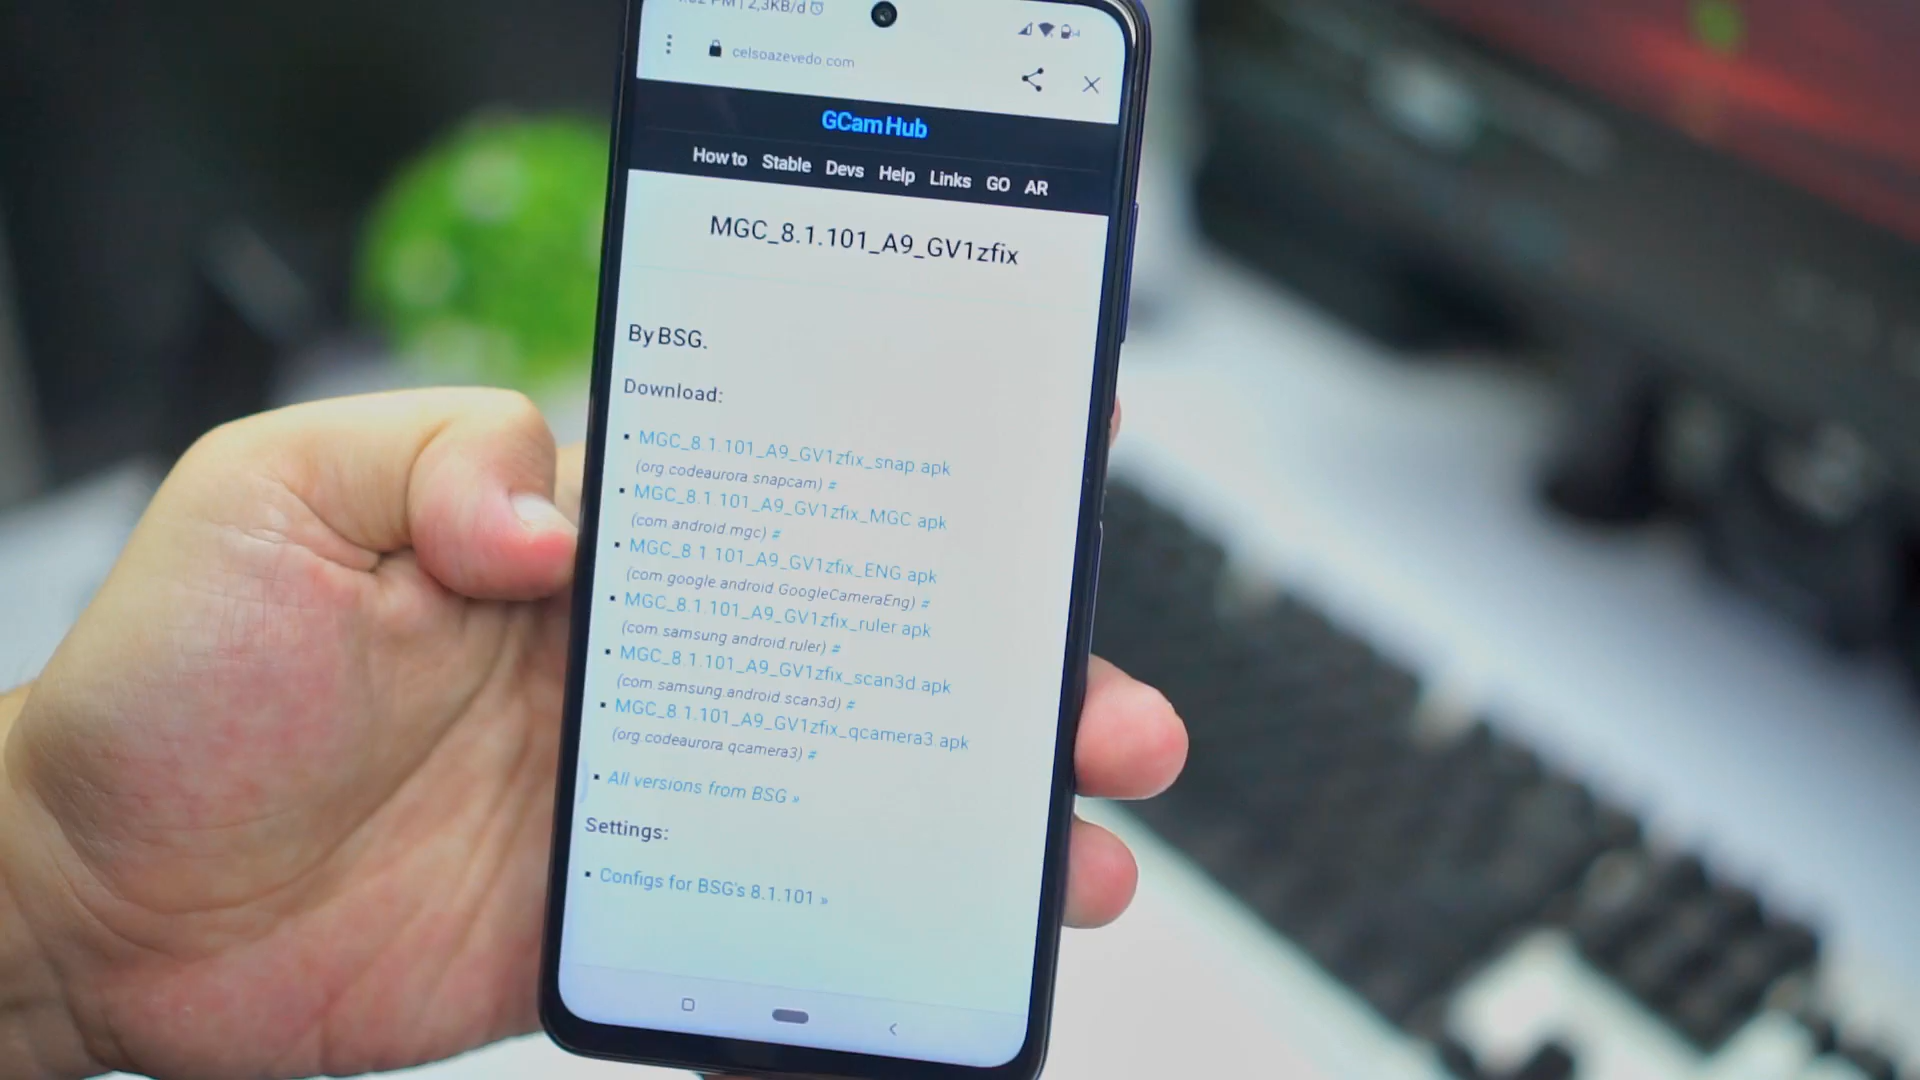 2,3KB/d
celsoazevedo.com
GCam Hub
How to Stable Devs Help Links GO AR
MGC_8.1.101_A9_GV1zfix
By BSG.
Download:
MGC_8.1.101_A9_GV1zfix_snap.apk
(org.codeaurora.snapcam) #
MGC_8.1.101_A9_GV1zfix_MGC.apk
(com.android.mgc) #
MGC_8.1.101_A9_GV1zfix_ENG.apk
(com.google.android.GoogleCameraEng) #
MGC_8.1.101_A9_GV1zfix_ruler.apk
(com.samsung.android.ruler) #
MGC_8.1.101_A9_GV1zfix_scan3d.apk
(com.samsung.android.scan3d) #
MGC_8.1.101_A9_GV1zfix_qcamera3.apk
(org.codeaurora.qcamera3) #
All versions from BSG »
Settings:
Configs for BSG's 8.1.101 »